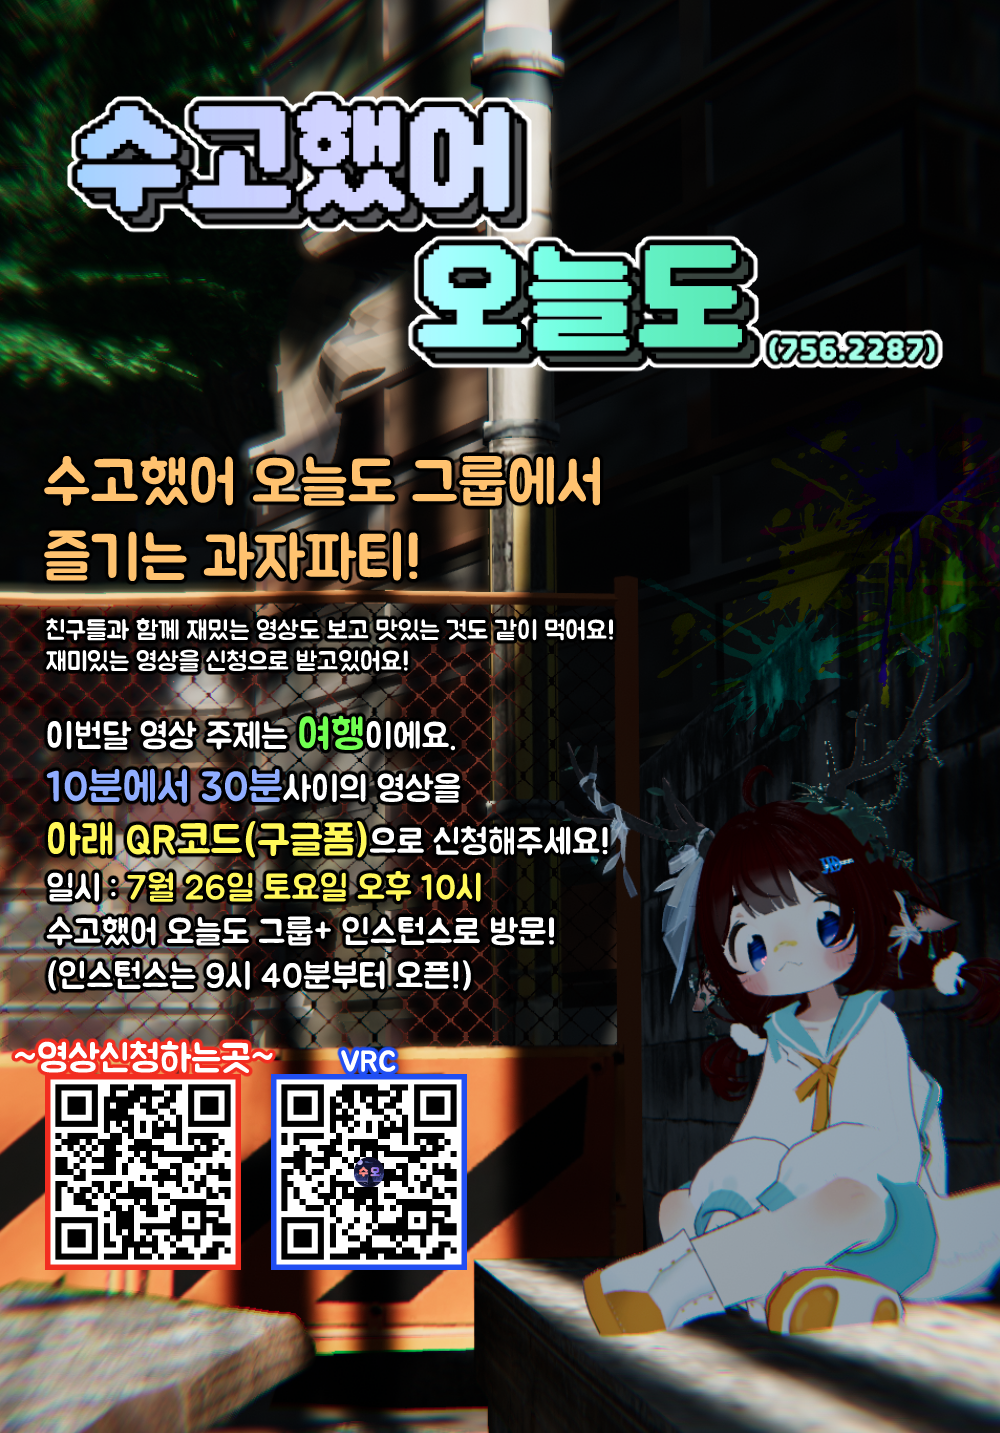 수고했어
오늘도
(756.2287)
수고했어 오늘도 그룹에서
즐기는 과자파티!
친구들과 함께 재밌는 영상도 보고 맛있는 것도 같이 먹어요!
재미있는 영상을 신청으로 받고있어요!
이번달 영상 주제는 여행이에요.
10분에서 30분사이의 영상을
아래 QR코드(구글폼)으로 신청해주세요!
일시 : 7월 26일 토요일 오후 10시
수고했어 오늘도 그룹+ 인스턴스로 방문!
(인스턴스는 9시 40분부터 오픈!)
~영상신청하는곳~
VRC
수오